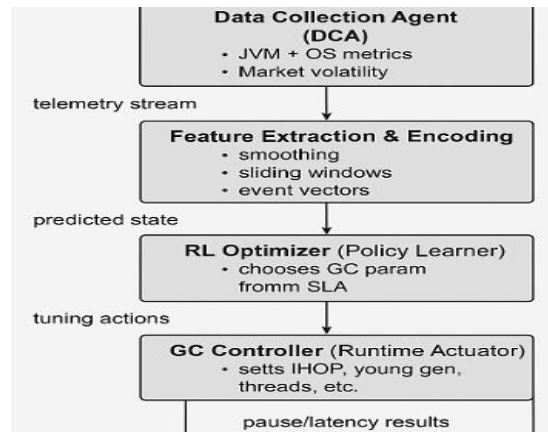 Data Collection Agent
(DCA)
• JVM + OS metrics
• Market volatility
telemetry stream
Feature Extraction & Encoding
• smoothing
• sliding windows
• event vectors
predicted state
RL Optimizer (Policy Learner)
• chooses GC param
fromm SLA
tuning actions
GC Controller (Runtime Actuator)
• setts IHOP, young gen,
threads, etc.
pause/latency results